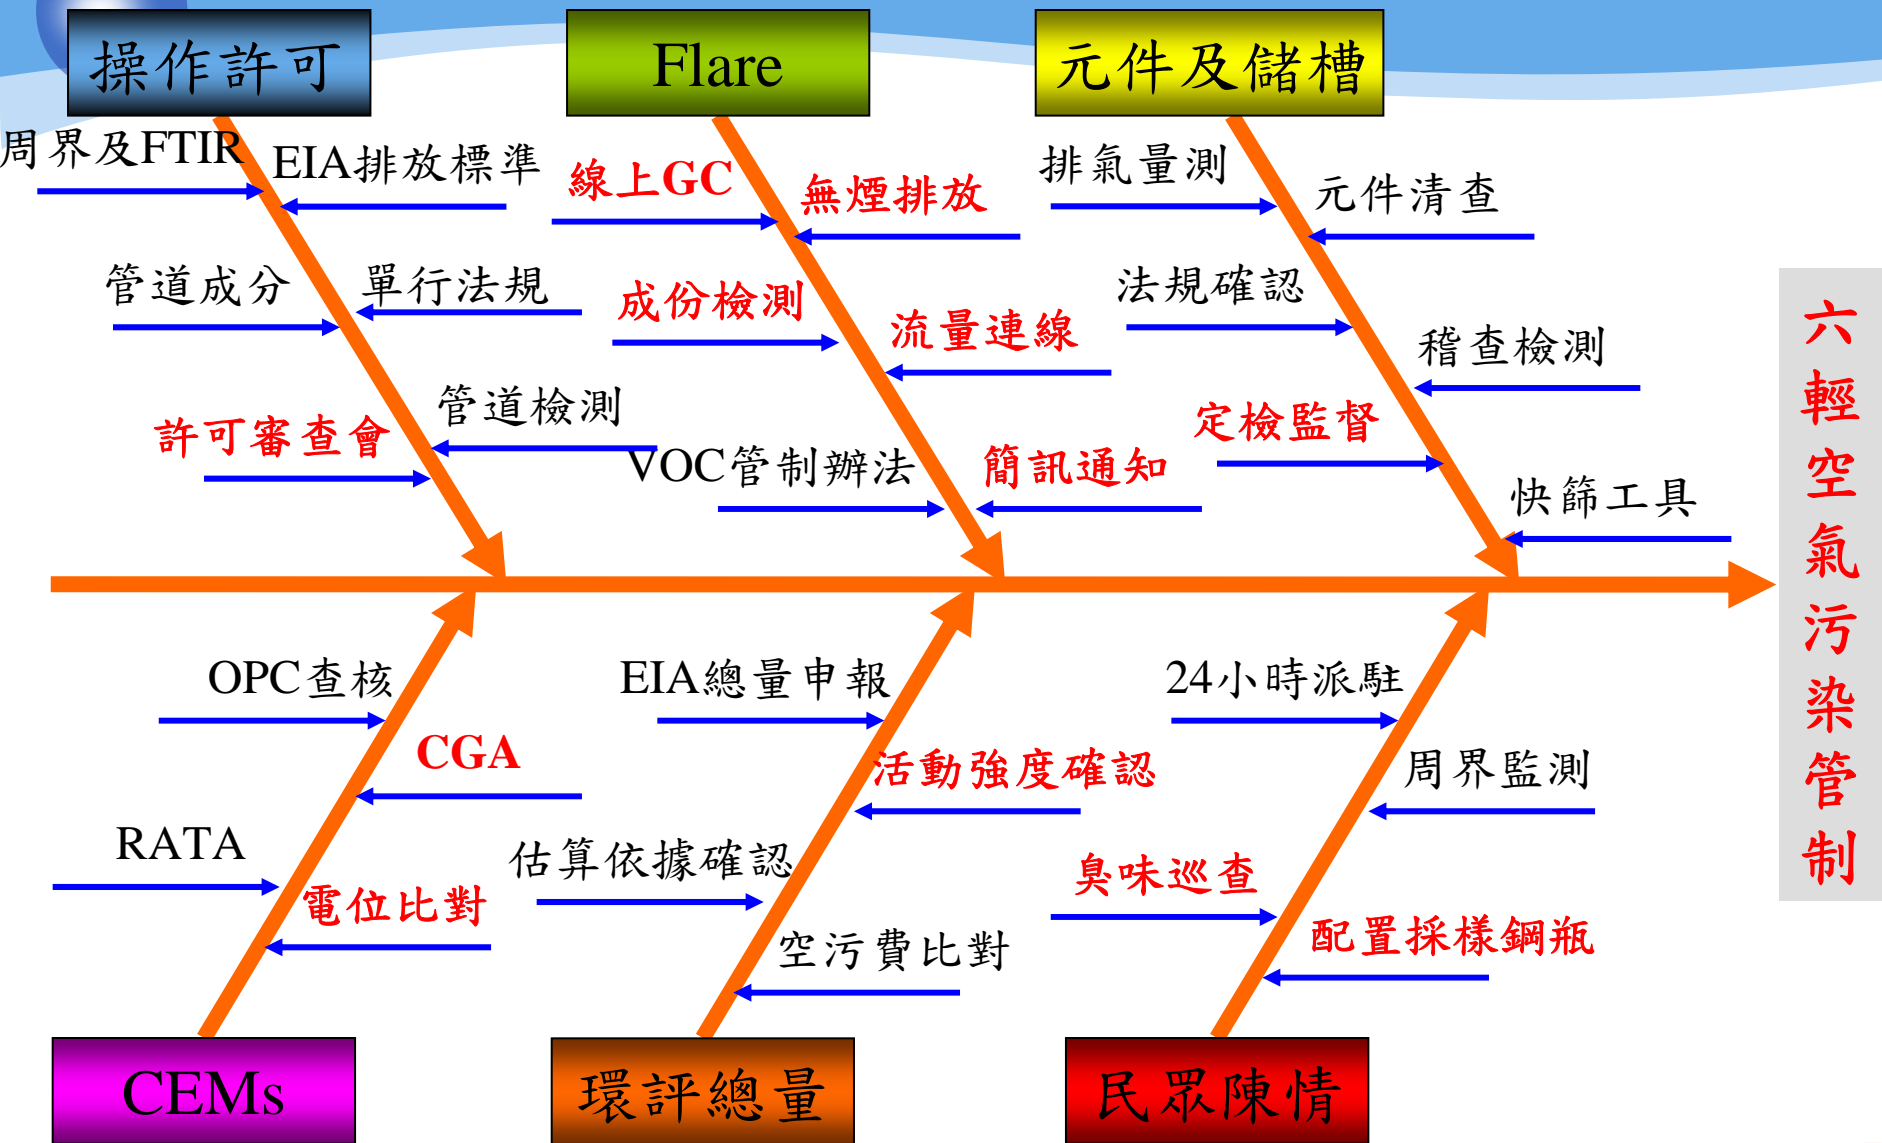 操作許可
Flare
元件及儲槽
周界及FTIR
EIA排放標準
管道成分
單行法規
許可審查會
管道檢測
線上GC
無煙排放
成份檢測
流量連線
VOC管制辦法
簡訊通知
排氣量測
元件清查
法規確認
稽查檢測
定檢監督
快篩工具
六輕空氣污染管制
OPC查核
CGA
RATA
電位比對
EIA總量申報
活動強度確認
估算依據確認
空污費比對
24小時派駐
周界監測
臭味巡查
配置採樣鋼瓶
CEMs
環評總量
民眾陳情